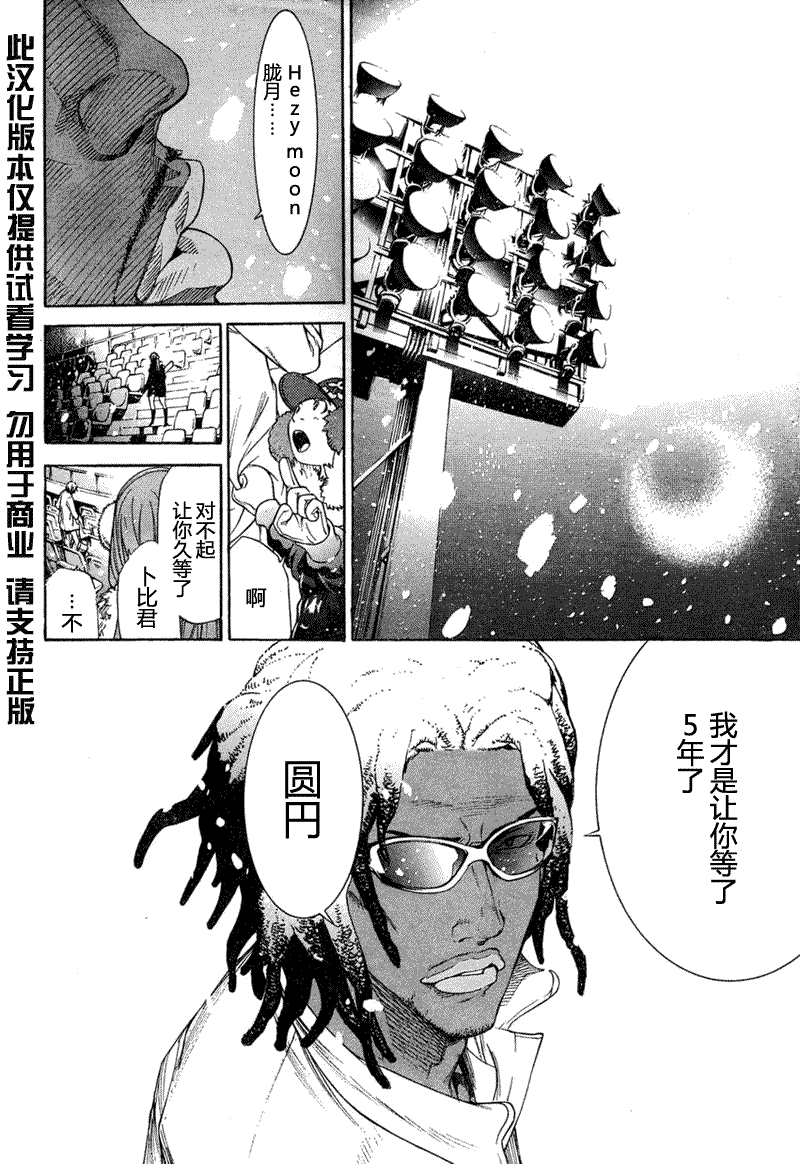 Hezy moon
胧月……
啊
对不起
让你久等了
卜比君
…不
我才是让你等了
5年了
圆円
此汉化版本仅提供试看学习 勿用于商业 请支持正版